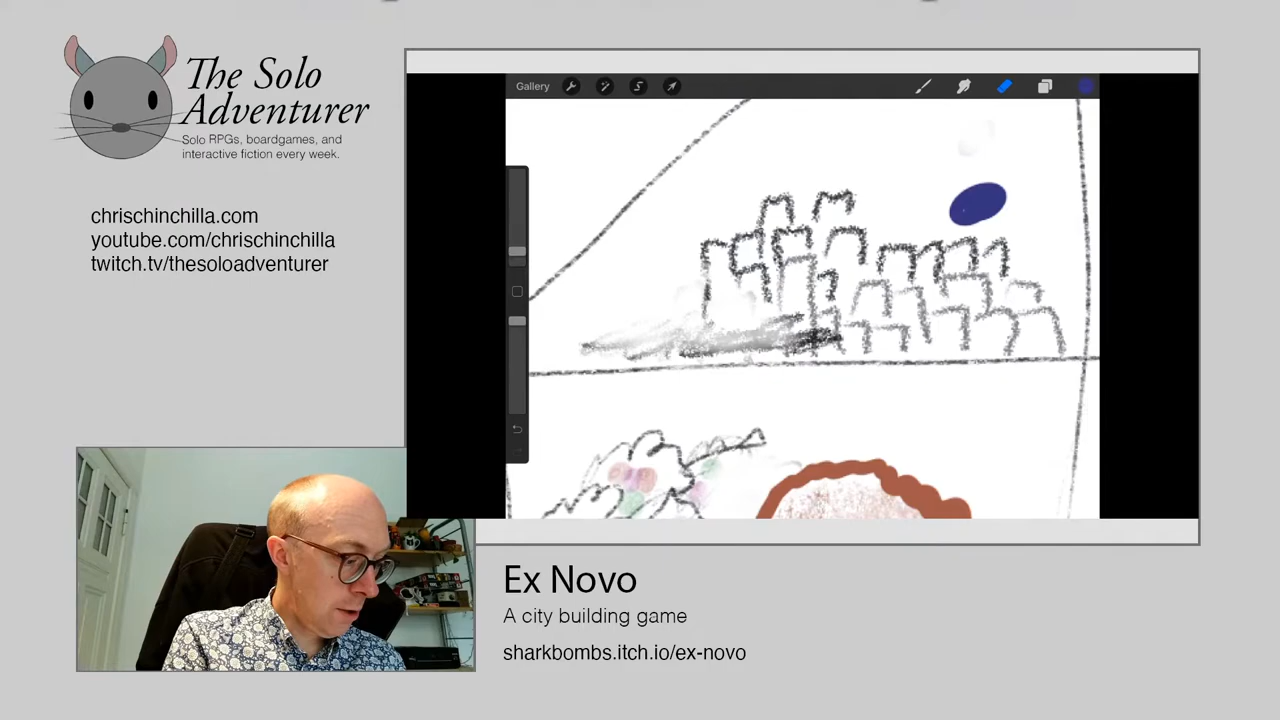 The Solo
Adventurer
Solo RPGs, boardgames, and
interactive fiction every week.
chrischinchilla.com
youtube.com/chrischinchilla
twitch.tv/thesoloadventurer
Gallery
Ex Novo
A city building game
sharkbombs.itch.io/ex-novo